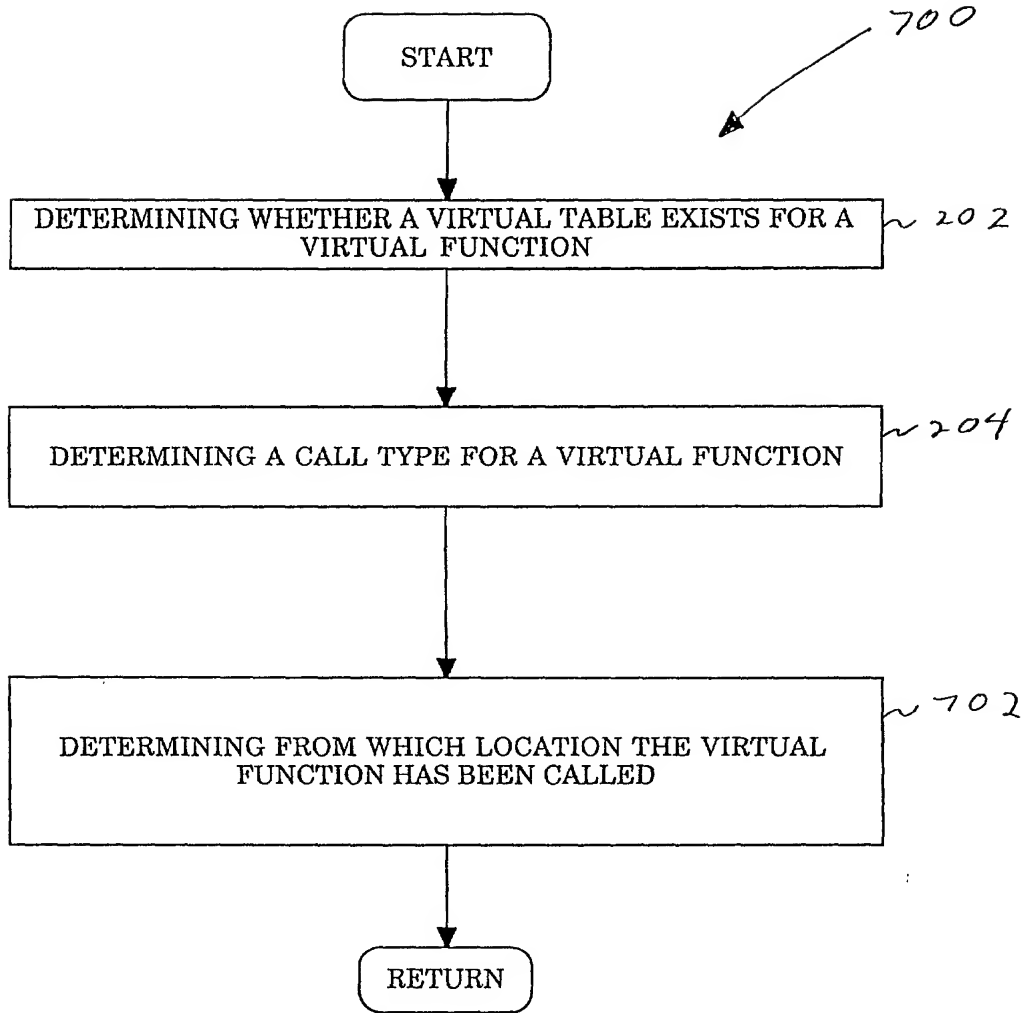 700
START
DETERMINING WHETHER A VIRTUAL TABLE EXISTS FOR A
VIRTUAL FUNCTION
202
DETERMINING A CALL TYPE FOR A VIRTUAL FUNCTION
204
DETERMINING FROM WHICH LOCATION THE VIRTUAL
FUNCTION HAS BEEN CALLED
702
RETURN